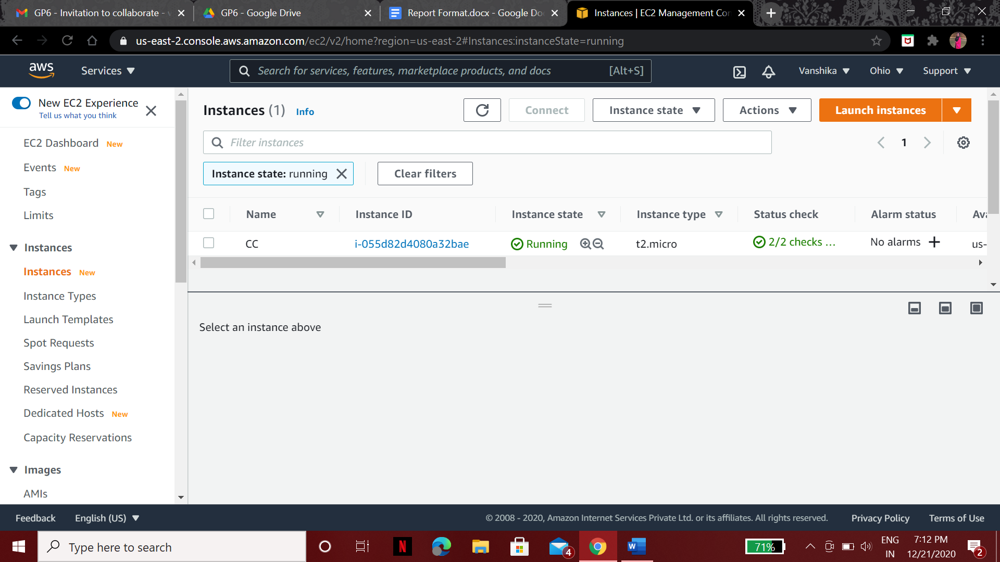 GP6 - Invitation to collaborate -
GP6 - Google Drive
Report Format.docx - Google Do
Instances | EC2 Management Cor
us-east-2.console.aws.amazon.com/ec2/v2/home?region=us-east-2#Instances:instanceState=running
aws
Services
Search for services, features, marketplace products, and docs [Alt+S]
Vanshika
Ohio
Support
New EC2 Experience
Tell us what you think
EC2 Dashboard New
Events New
Tags
Limits
Instances
Instances New
Instance Types
Launch Templates
Spot Requests
Savings Plans
Reserved Instances
Dedicated Hosts New
Capacity Reservations
Images
AMIs
Instances (1) Info
Connect
Instance state
Actions
Launch instances
Filter instances
1
Instance state: running
Clear filters
Name Instance ID Instance state Instance type Status check Alarm status Ava
CC i-055d82d4080a32bae Running t2.micro 2/2 checks ... No alarms us-
Select an instance above
Feedback English (US) © 2008 - 2020, Amazon Internet Services Private Ltd. or its affiliates. All rights reserved. Privacy Policy Terms of Use
Type here to search
N
4
W
71%
ENG
IN
7:12 PM
12/21/2020
2